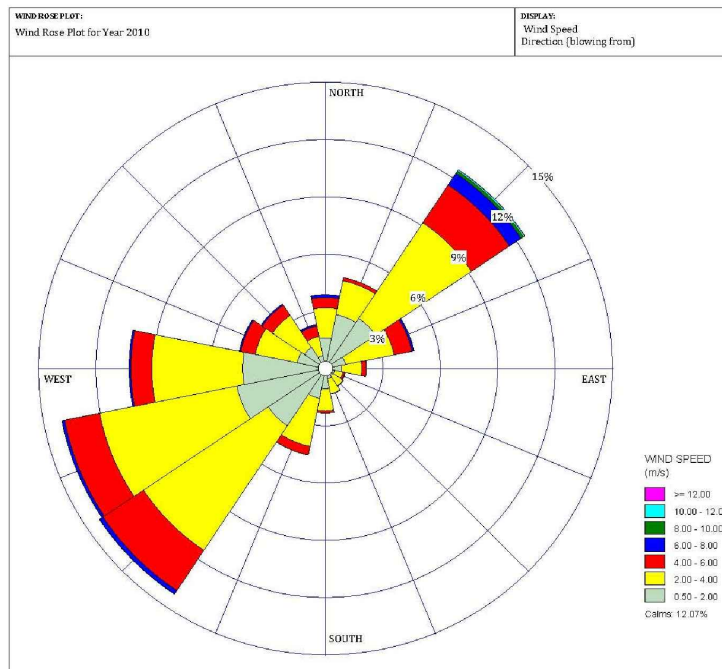 WIND ROSE PLOT:
Wind Rose Plot for Year 2010
DISPLAY:
Wind Speed
Direction (blowing from)
NORTH
15%
12%
9%
6%
3%
WEST
EAST
SOUTH
WIND SPEED
(m/s)
>= 12.00
10.00 - 12.0
8.00 - 10.00
6.00 - 8.00
4.00 - 6.00
2.00 - 4.00
0.50 - 2.00
Calms: 12.07%